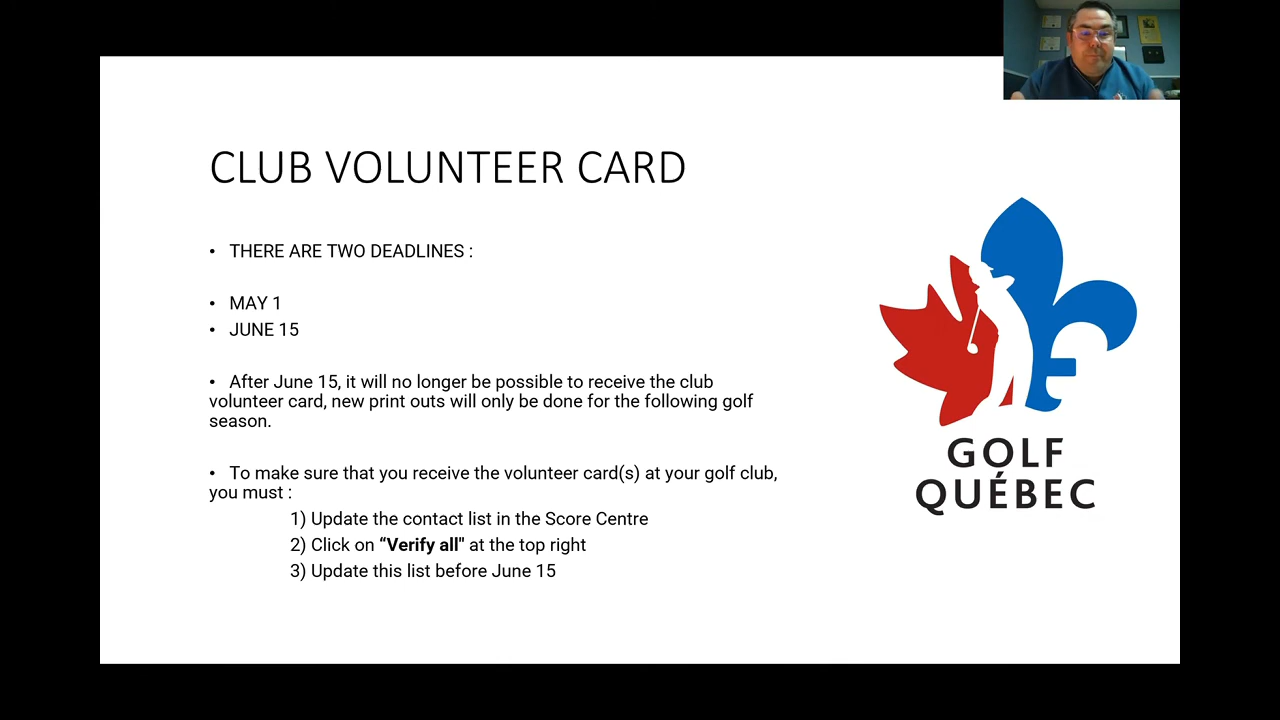 CLUB VOLUNTEER CARD
• THERE ARE TWO DEADLINES :
• MAY 1
• JUNE 15
• After June 15, it will no longer be possible to receive the club
volunteer card, new print outs will only be done for the following golf
season.
• To make sure that you receive the volunteer card(s) at your golf club,
you must :
1) Update the contact list in the Score Centre
2) Click on “Verify all" at the top right
3) Update this list before June 15
GOLF
QUÉBEC